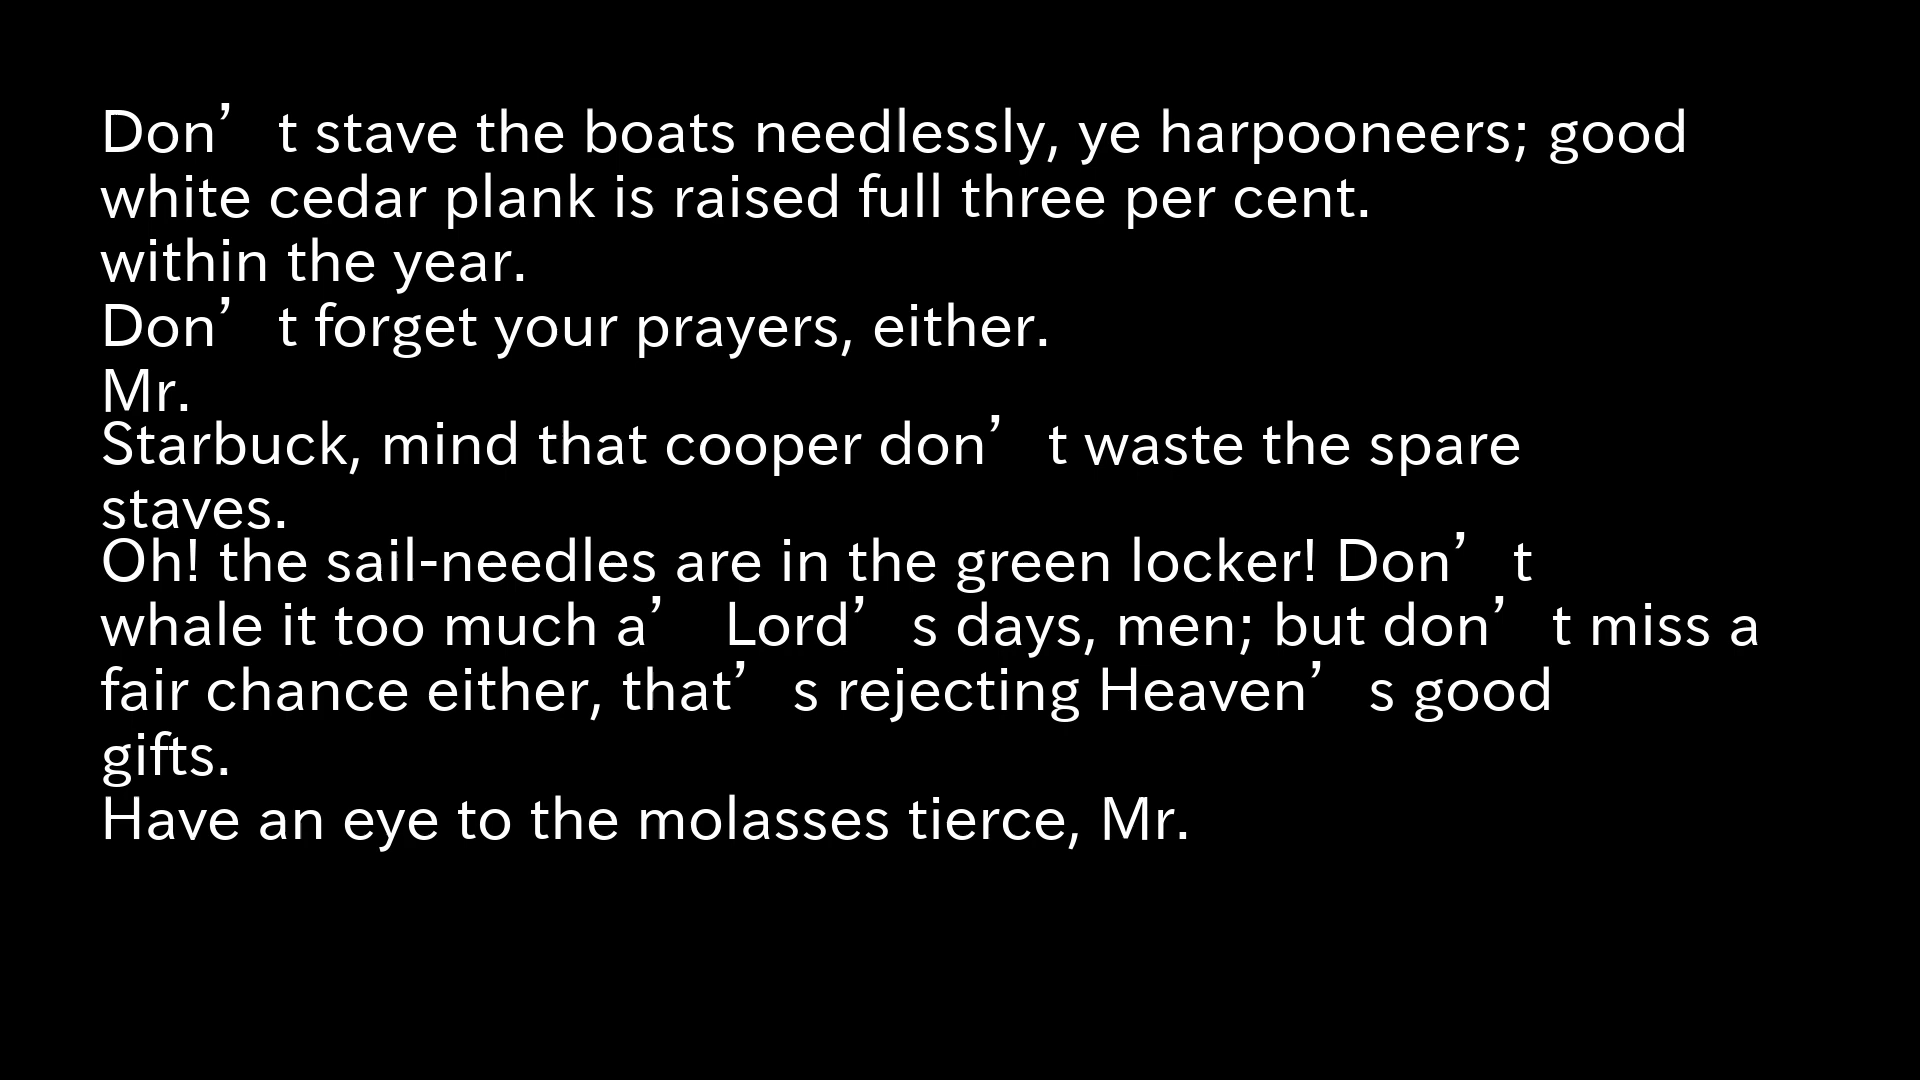 Don’t stave the boats needlessly, ye harpooneers; good
white cedar plank is raised full three per cent.
within the year.
Don’t forget your prayers, either.
Mr.
Starbuck, mind that cooper don’t waste the spare
staves.
Oh! the sail-needles are in the green locker! Don’t
whale it too much a’ Lord’s days, men; but don’t miss a
fair chance either, that’s rejecting Heaven’s good
gifts.
Have an eye to the molasses tierce, Mr.